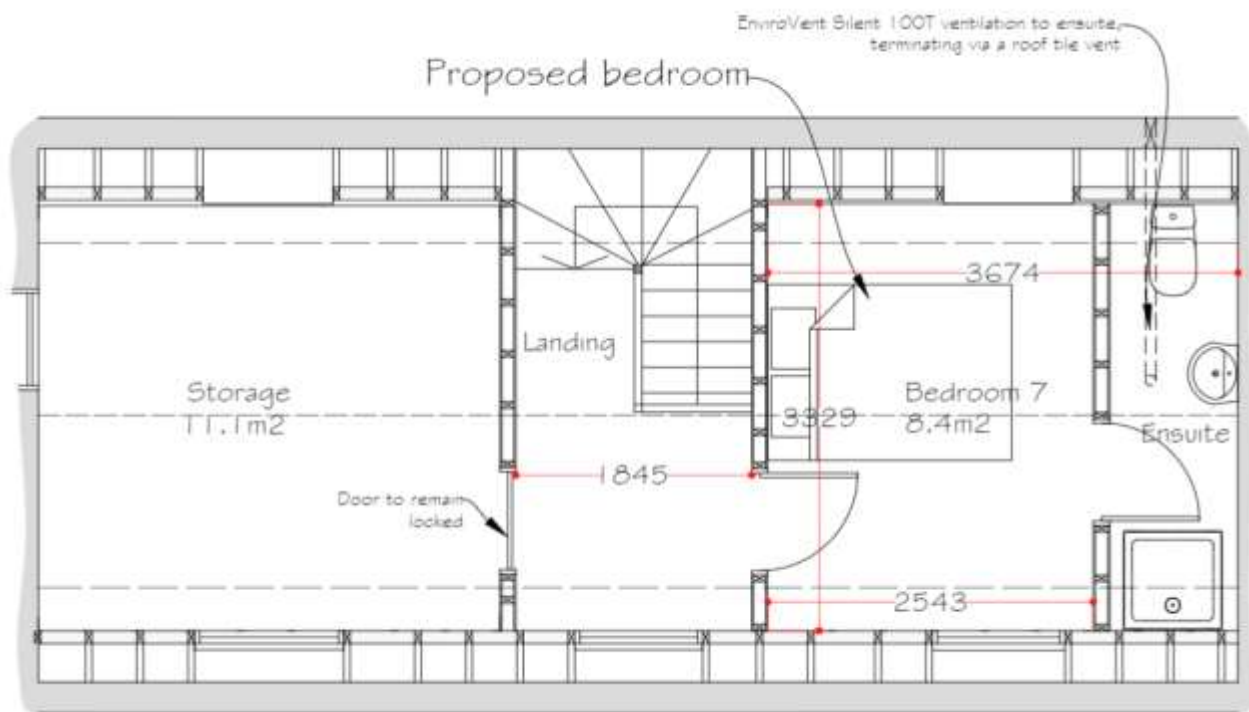 EnviroVent Silent 100T ventilation to ensuite,
terminating via a roof tile vent
Proposed bedroom
3674
Landing
Storage
11.1m2
Bedroom 7
8.4m2
3329
Ensuite
1845
Door to remain
locked
2543